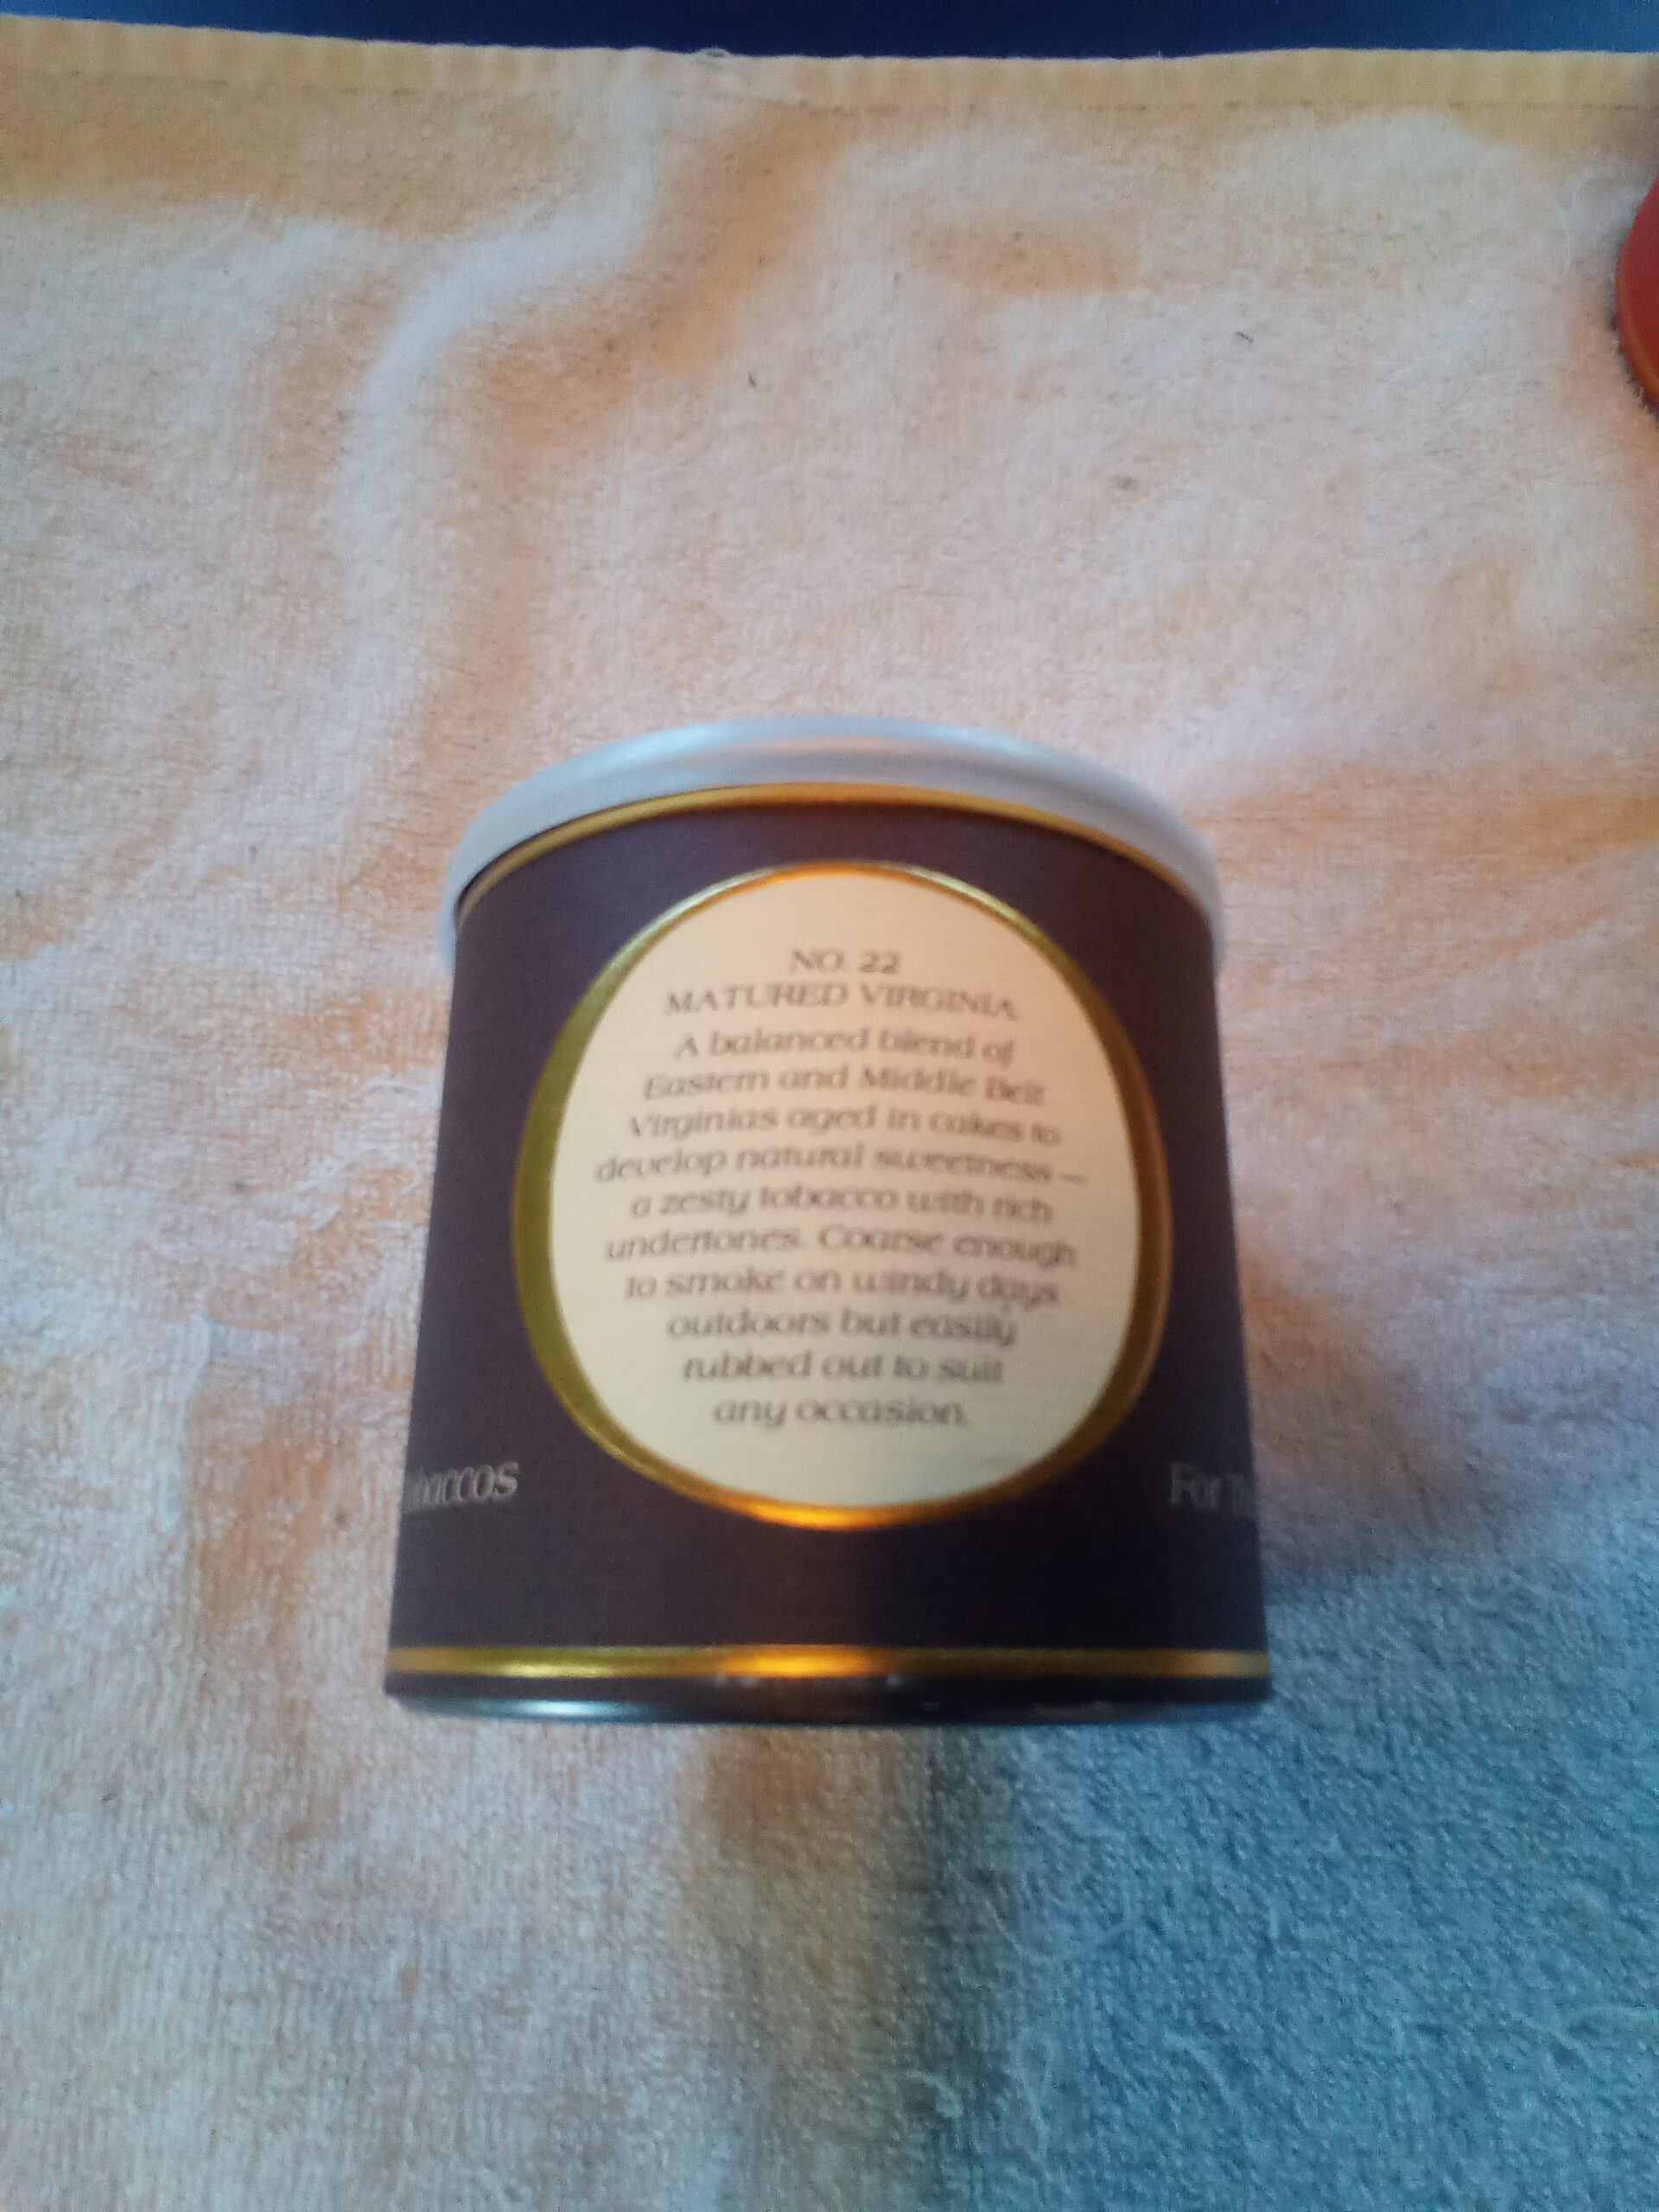 NO. 22
MATURED VIRGINIA
A balanced blend of
Eastern and Middle Belt
Virginias aged in cakes to
develop natural sweetness —
a zesty tobacco with rich
undertones. Coarse enough
to smoke on windy days
outdoors but easily
rubbed out to suit
any occasion.
For